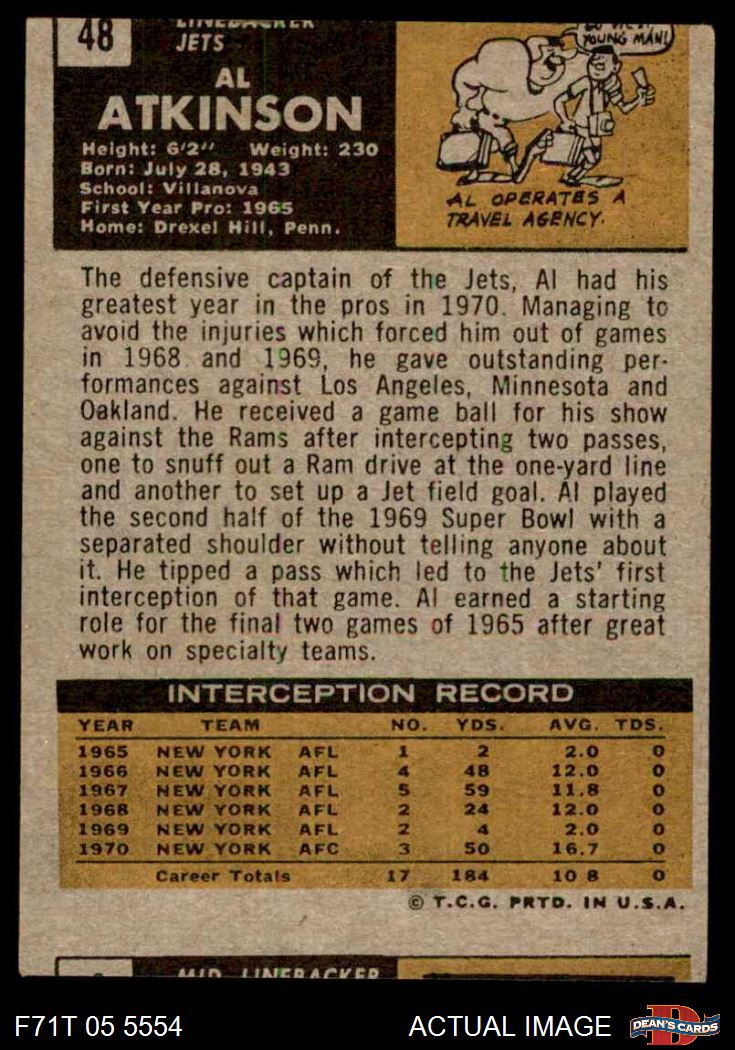 48
LINEBACKER
JETS
AL
ATKINSON
Height: 6'2" Weight: 230
Born: July 28, 1943
School: Villanova
First Year Pro: 1965
Home: Drexel Hill, Penn.
YOUNG MAN!
AL OPERATES A
TRAVEL AGENCY.
The defensive captain of the Jets, Al had his
greatest year in the pros in 1970. Managing to
avoid the injuries which forced him out of games
in 1968 and 1969, he gave outstanding per-
formances against Los Angeles, Minnesota and
Oakland. He received a game ball for his show
against the Rams after intercepting two passes,
one to snuff out a Ram drive at the one-yard line
and another to set up a Jet field goal. Al played
the second half of the 1969 Super Bowl with a
separated shoulder without telling anyone about
it. He tipped a pass which led to the Jets' first
interception of that game. Al earned a starting
role for the final two games of 1965 after great
work on specialty teams.
INTERCEPTION RECORD
YEAR TEAM NO. YDS. AVG. TDS.
1965 NEW YORK AFL 1 2 2.0 0
1966 NEW YORK AFL 4 48 12.0 0
1967 NEW YORK AFL 5 59 11.8 0
1968 NEW YORK AFL 2 24 12.0 0
1969 NEW YORK AFL 2 4 2.0 0
1970 NEW YORK AFC 3 50 16.7 0
Career Totals 17 184 10 8 0
© T.C.G. PRTD. IN U.S.A.
MID LINEBACKER
F71T 05 5554 ACTUAL IMAGE DEAN'S CARDS